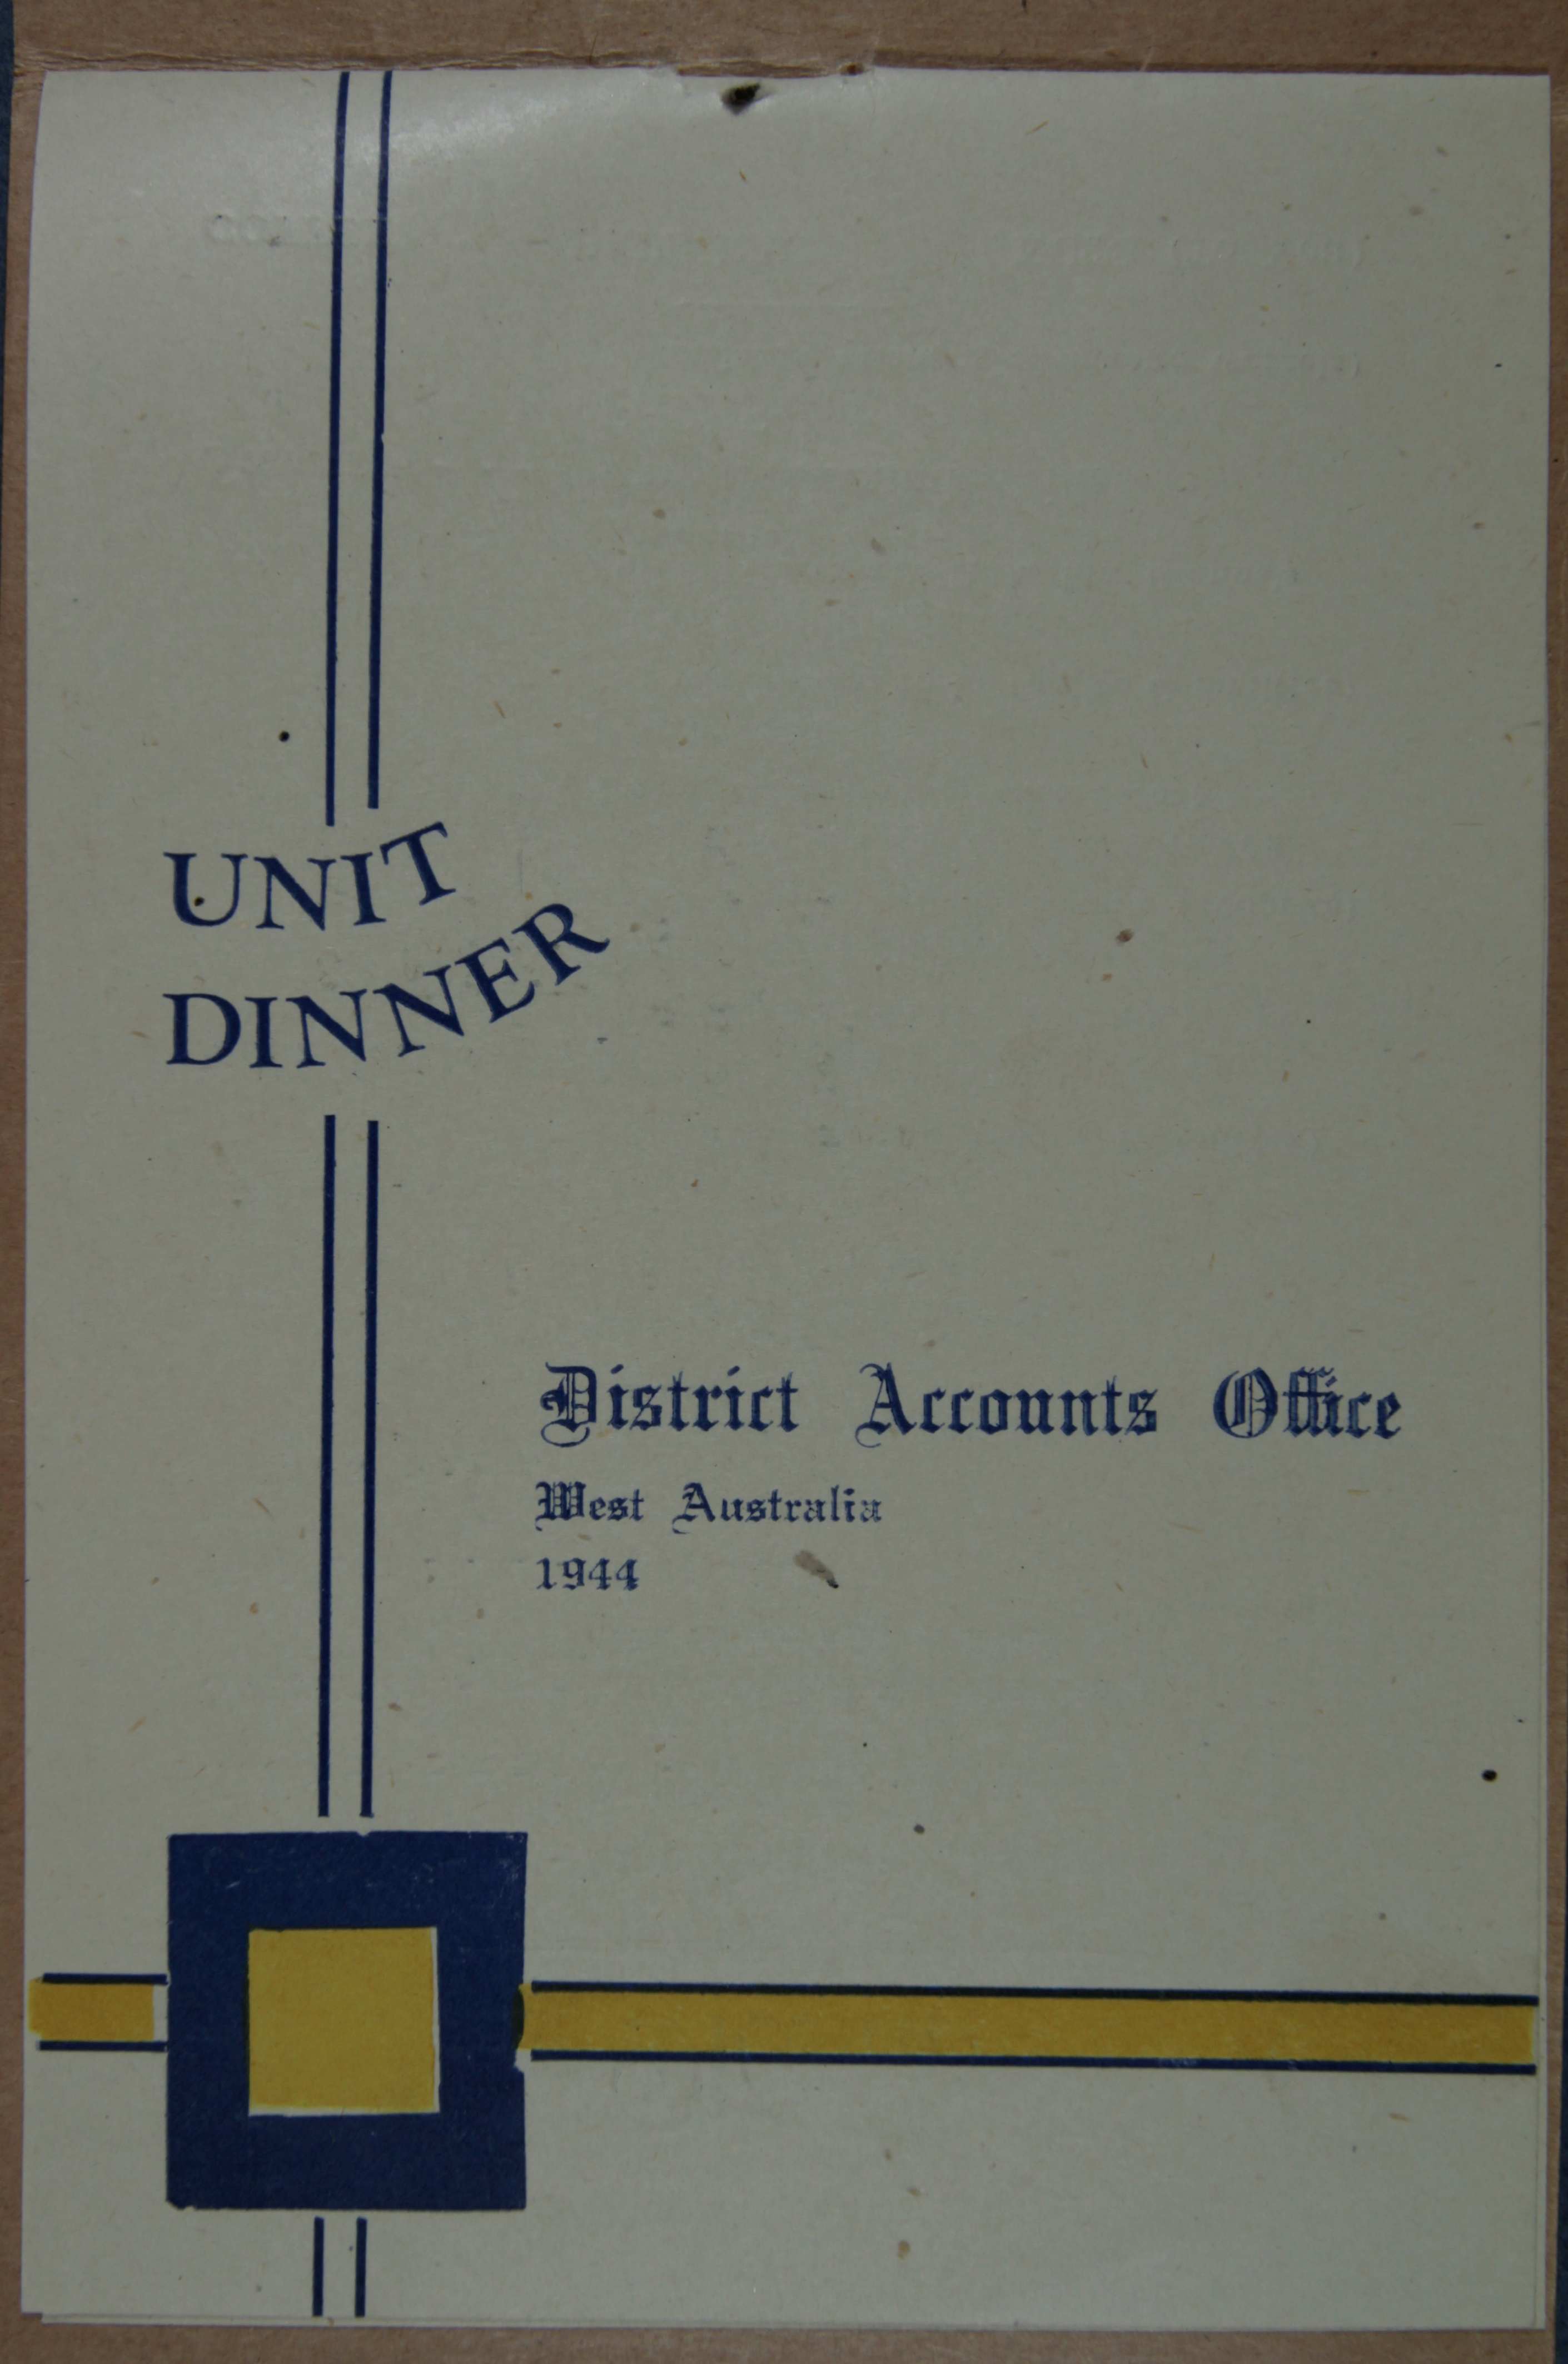 UNIT
DINNER
District Accounts Office
West Australia
1944